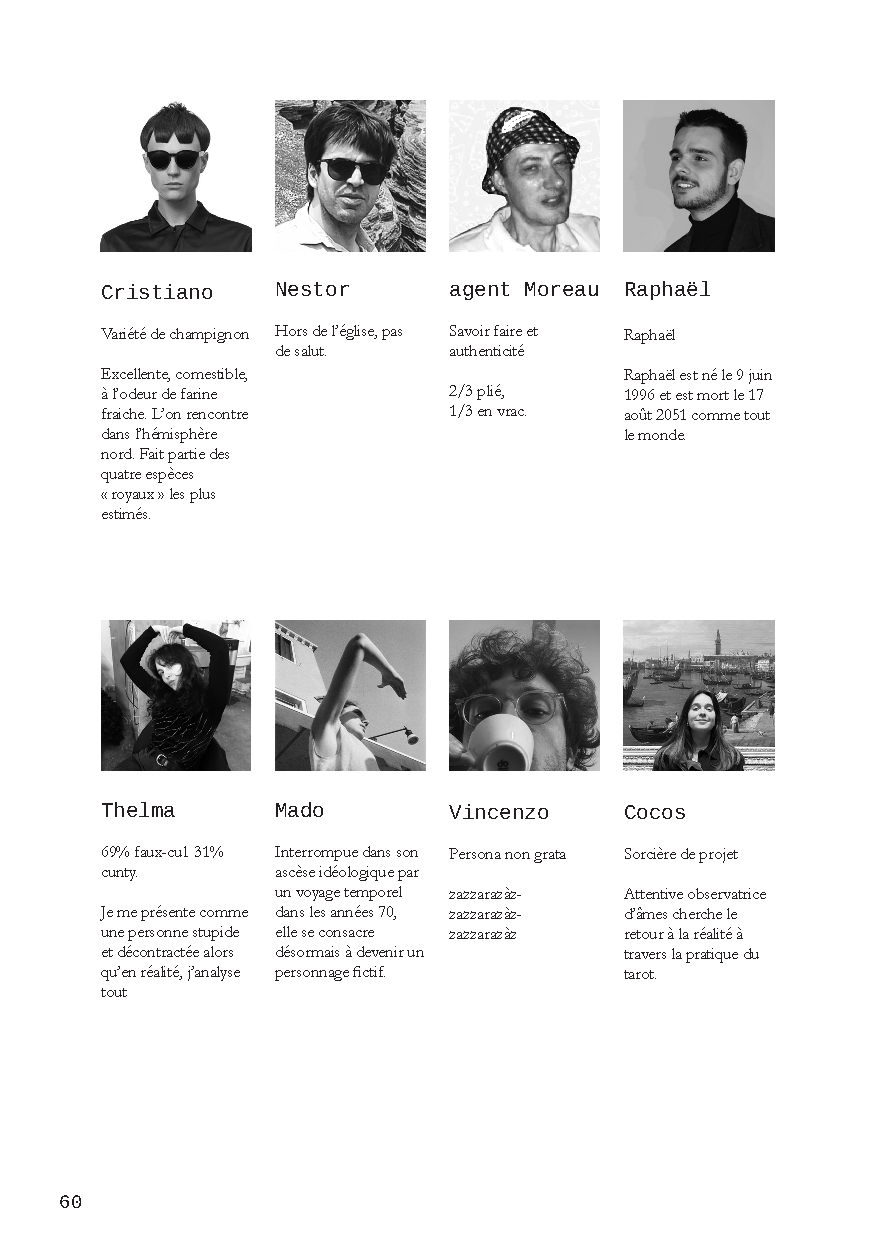 Cristiano
Variété de champignon
Excellente, comestible,
à l'odeur de farine
fraiche. L'on rencontre
dans l'hémisphère
nord. Fait partie des
quatre espèces
« royaux » les plus
estimés.
Nestor
Hors de l'église, pas
de salut.
agent Moreau
Savoir faire et
authenticité
2/3 plié,
1/3 en vrac.
Raphaël
Raphaël
Raphaël est né le 9 juin
1996 et est mort le 17
août 2051 comme tout
le monde.
Thelma
69% faux-cul 31%
cunty.
Je me présente comme
une personne stupide
et décontractée alors
qu'en réalité, j'analyse
tout
Mado
Interrompue dans son
ascèse idéologique par
un voyage temporel
dans les années 70,
elle se consacre
désormais à devenir un
personnage fictif.
Vincenzo
Persona non grata
zazzarazàz-
zazzarazàz-
zazzarazàz
Cocos
Sorcière de projet
Attentive observatrice
d'âmes cherche le
retour à la réalité à
travers la pratique du
tarot.
60